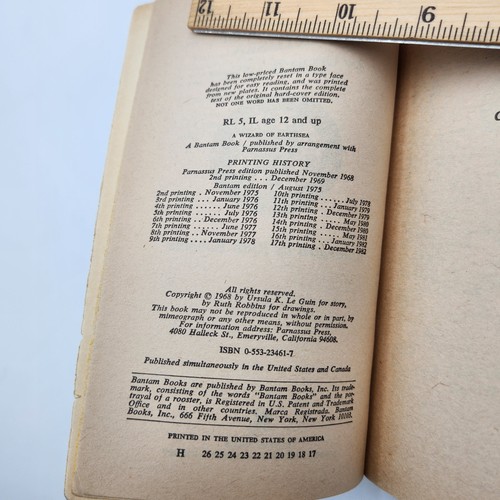 12 11 10 9
This low-priced Bantam Book
has been completely reset in a type face
designed for easy reading, and was printed
from new plates. It contains the complete
text of the original hard-cover edition.
NOT ONE WORD HAS BEEN OMITTED.
RL 5, IL age 12 and up
A WIZARD OF EARTHSEA
A Bantam Book / published by arrangement with
Parnassus Press
PRINTING HISTORY
Parnassus Press edition published November 1968
2nd printing . . . December 1969
Bantam edition / August 1975
2nd printing . November 1975
3rd printing ... January 1976
4th printing ...... June 1976
5th printing ...... July 1976
6th printing .. December 1976
7th printing ...... June 1977
8th printing .. November 1977
9th printing .... January 1978
10th printing ...... July 1978
11th printing ... January 1979
12th printing . December 1979
13th printing ...... May 1980
14th printing . December 1980
15th printing ...... May 1981
16th printing ... January 1982
17th printing . December 1982
All rights reserved.
Copyright © 1968 by Ursula K. Le Guin for story,
by Ruth Robbins for drawings.
This book may not be reproduced in whole or in part, by
mimeograph or any other means, without permission.
For information address: Parnassus Press,
4080 Halleck St., Emeryville, California 94608.
ISBN 0-553-23461-7
Published simultaneously in the United States and Canada
Bantam Books are published by Bantam Books, Inc. Its trade-
mark, consisting of the words "Bantam Books" and the por-
trayal of a rooster, is Registered in U.S. Patent and Trademark
Office and in other countries. Marca Registrada. Bantam
Books, Inc., 666 Fifth Avenue, New York, New York 10103.
PRINTED IN THE UNITED STATES OF AMERICA
H 26 25 24 23 22 21 20 19 18 17